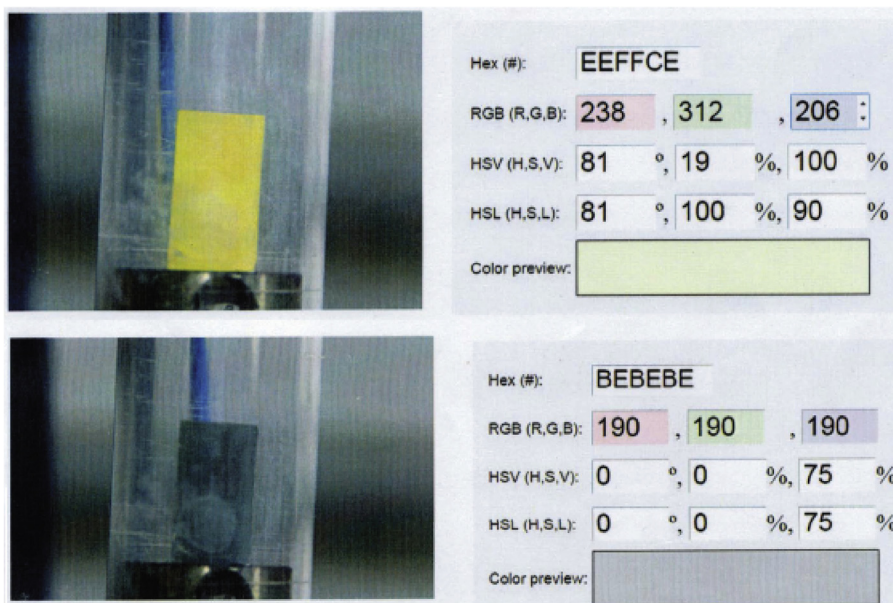 Hex (#): EEFFCE
RGB (R,G,B): 238 , 312 , 206
HSV (H,S,V): 81 º, 19 %, 100 %
HSL (H,S,L): 81 º, 100 %, 90 %
Color preview:
Hex (#): BEBEBE
RGB (R,G,B): 190 , 190 , 190
HSV (H,S,V): 0 º, 0 %, 75 %
HSL (H,S,L): 0 º, 0 %, 75 %
Color preview: